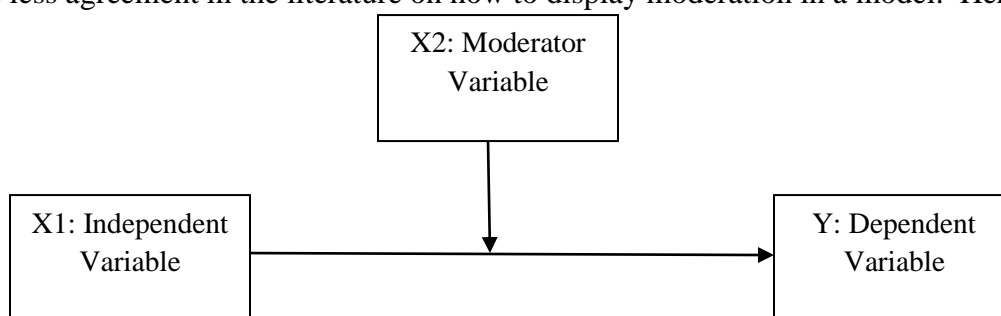 less agreement in the literature on how to display moderation in a model.
X2: Moderator
Variable
X1: Independent
Variable
Y: Dependent
Variable